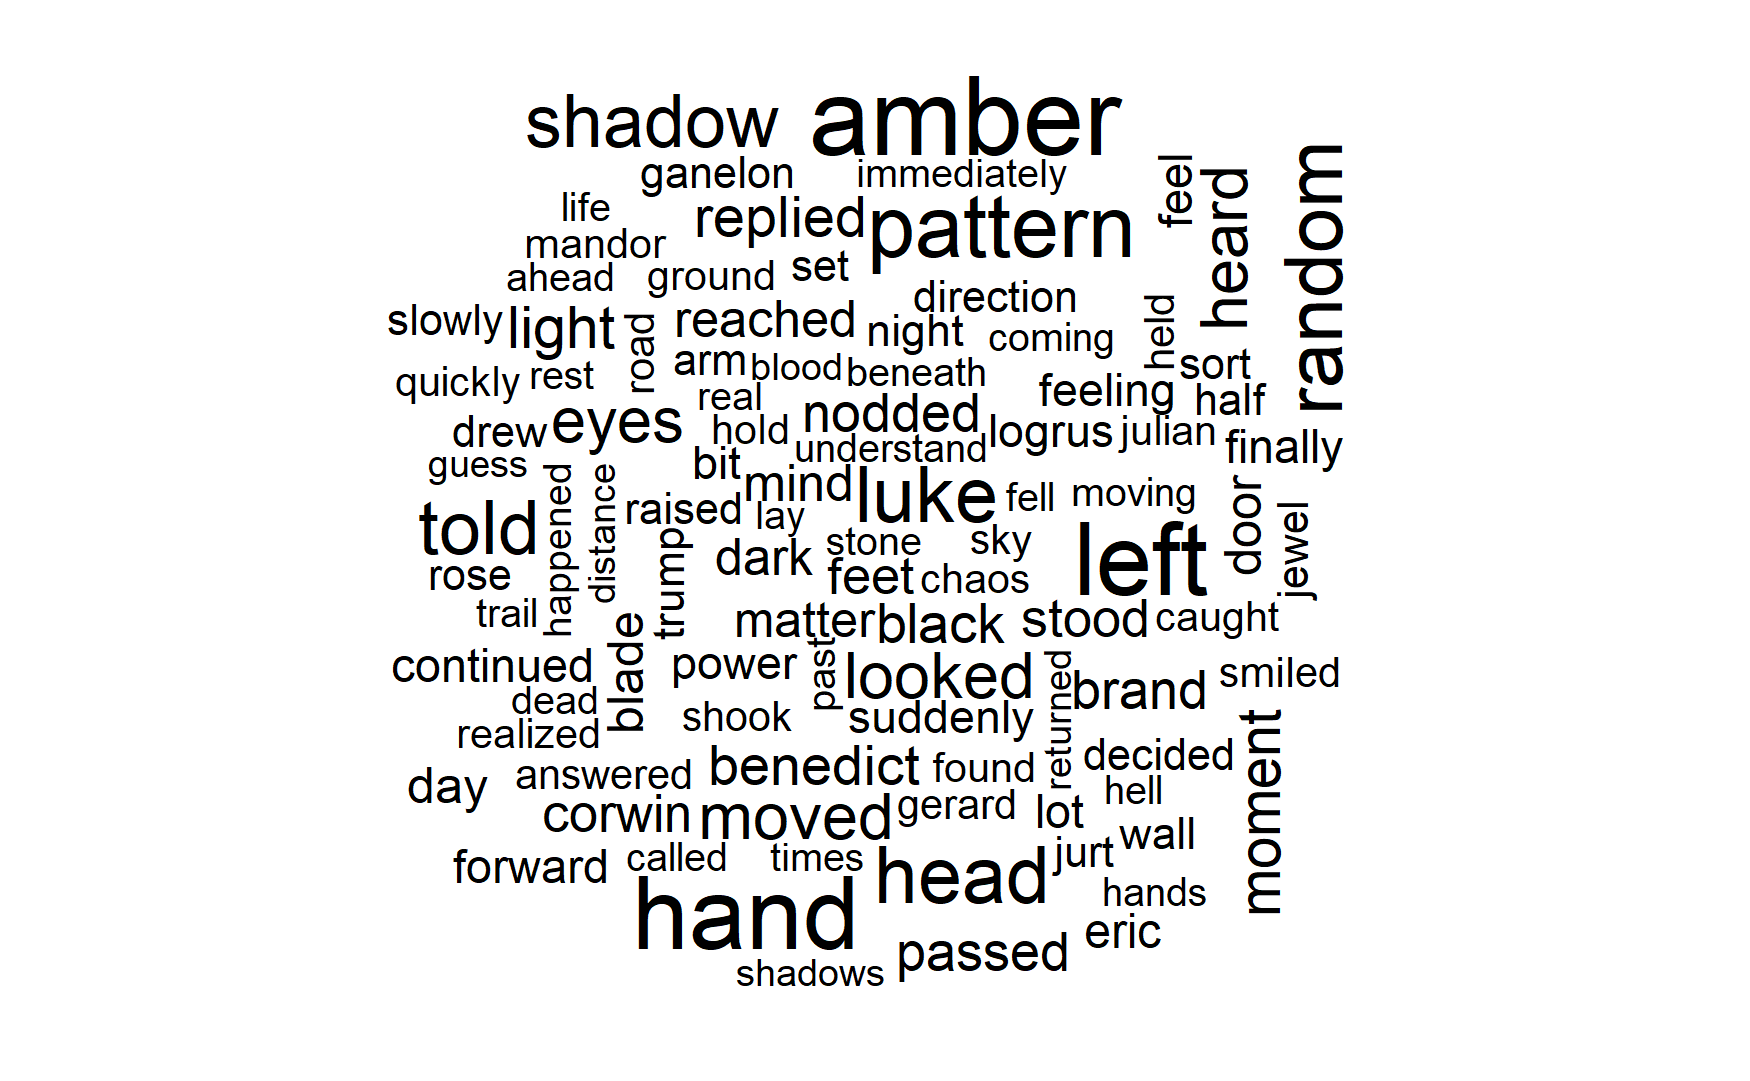 shadow amber
ganelon immediately
life
replied pattern
feel
heard
random
mandor
ahead ground set
direction
slowly light road reached night coming held
arm blood beneath sort
quickly rest
real feeling half
drew eyes hold nodded logrus julian finally
guess understand
bit
mind luke fell moving
told happened distance raised lay
door jewel
trump dark stone sky left
rose feet chaos
trail
blade matter black stood caught
continued power past looked returned brand smiled
dead
realized shook suddenly
moment
day answered benedict found decided
hell
corwin moved gerard lot
wall
forward called times head jurt
hand hands
passed eric
shadows